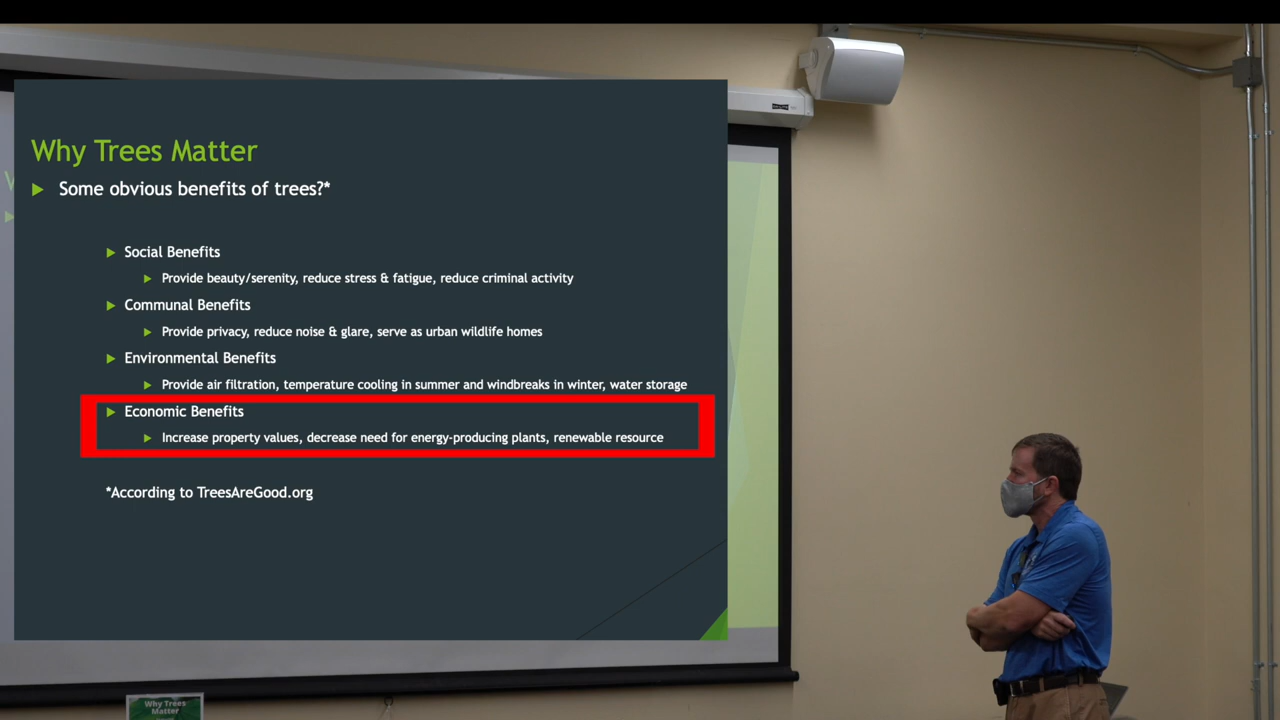 Why Trees Matter
Some obvious benefits of trees?*
Social Benefits
Provide beauty/serenity, reduce stress & fatigue, reduce criminal activity
Communal Benefits
Provide privacy, reduce noise & glare, serve as urban wildlife homes
Environmental Benefits
Provide air filtration, temperature cooling in summer and windbreaks in winter, water storage
Economic Benefits
Increase property values, decrease need for energy-producing plants, renewable resource
*According to TreesAreGood.org
Why Trees
Matter